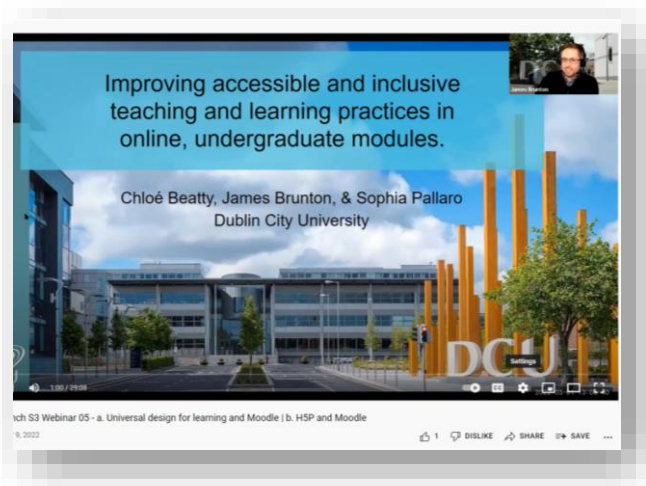 Improving accessible and inclusive
teaching and learning practices in
online, undergraduate modules.
Chloé Beatty, James Brunton, & Sophia Pallaro
Dublin City University
James Brunton
DCU
Settings
1:00 / 29:08
nch S3 Webinar 05 - a. Universal design for learning and Moodle | b. H5P and Moodle
9, 2022
1 DISLIKE SHARE SAVE